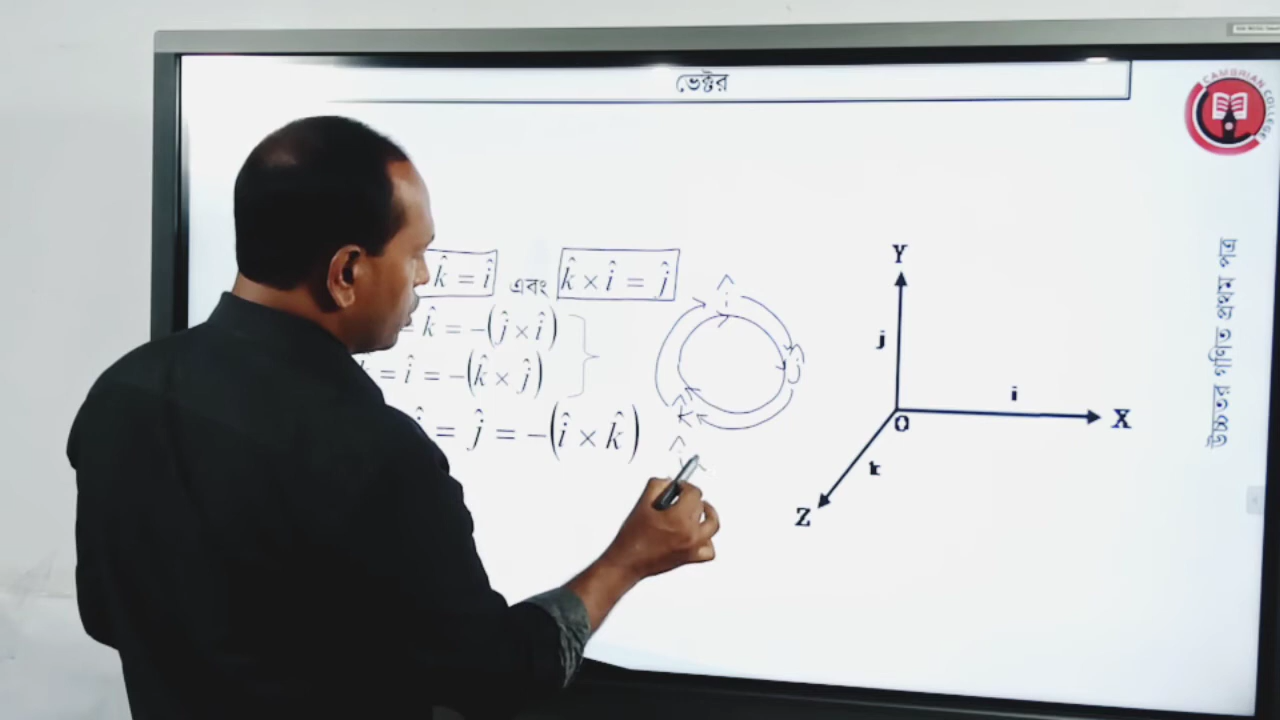 ভেক্টর
CAMBRIAN COLLEGE
k̂ = î এবং k̂ × î = ĵ
k̂ = −(ĵ × î)
= î = −(k̂ × ĵ)
= ĵ = −(î × k̂)
î
ĵ
k̂
Y
j
i
X
O
k
Z
উচ্চতর গণিত প্রথম পত্র